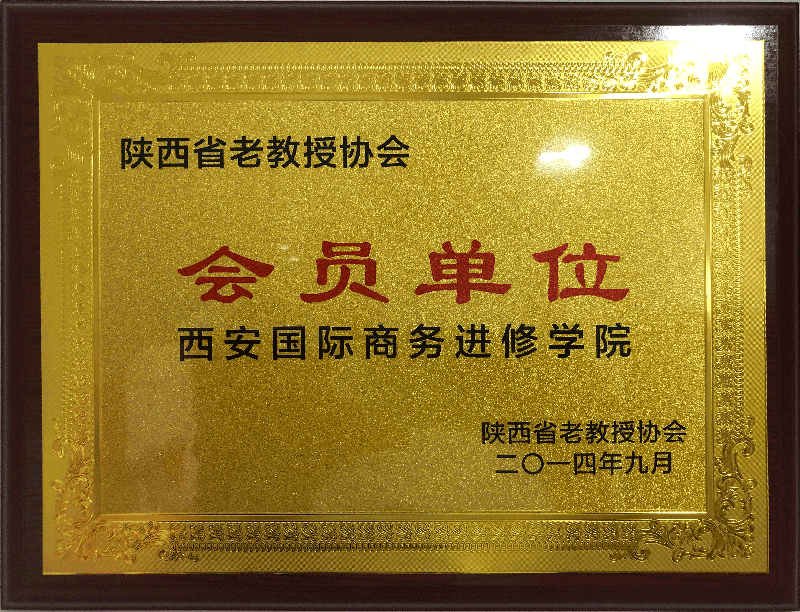 陕西省老教授协会
会员单位
西安国际商务进修学院
陕西省老教授协会
二〇一四年九月